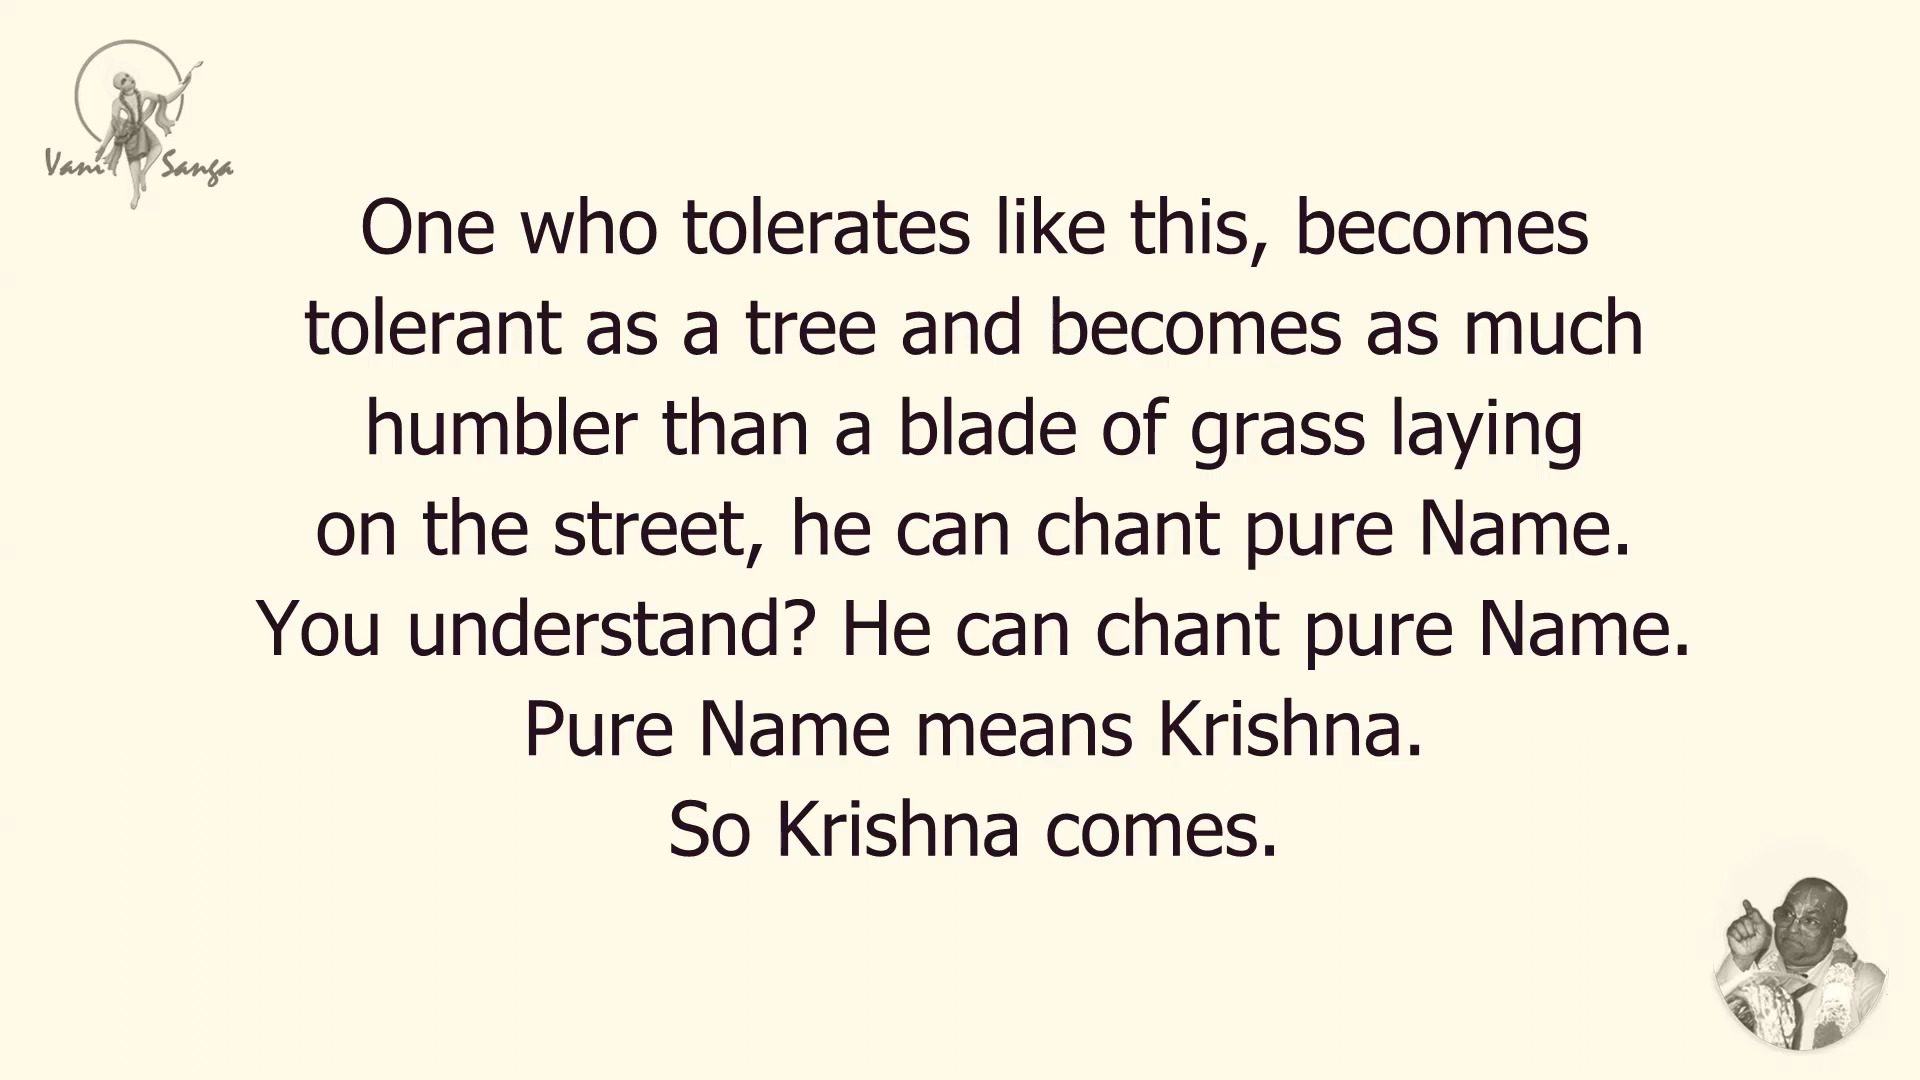 Vani Sanga
One who tolerates like this, becomes
tolerant as a tree and becomes as much
humbler than a blade of grass laying
on the street, he can chant pure Name.
You understand? He can chant pure Name.
Pure Name means Krishna.
So Krishna comes.